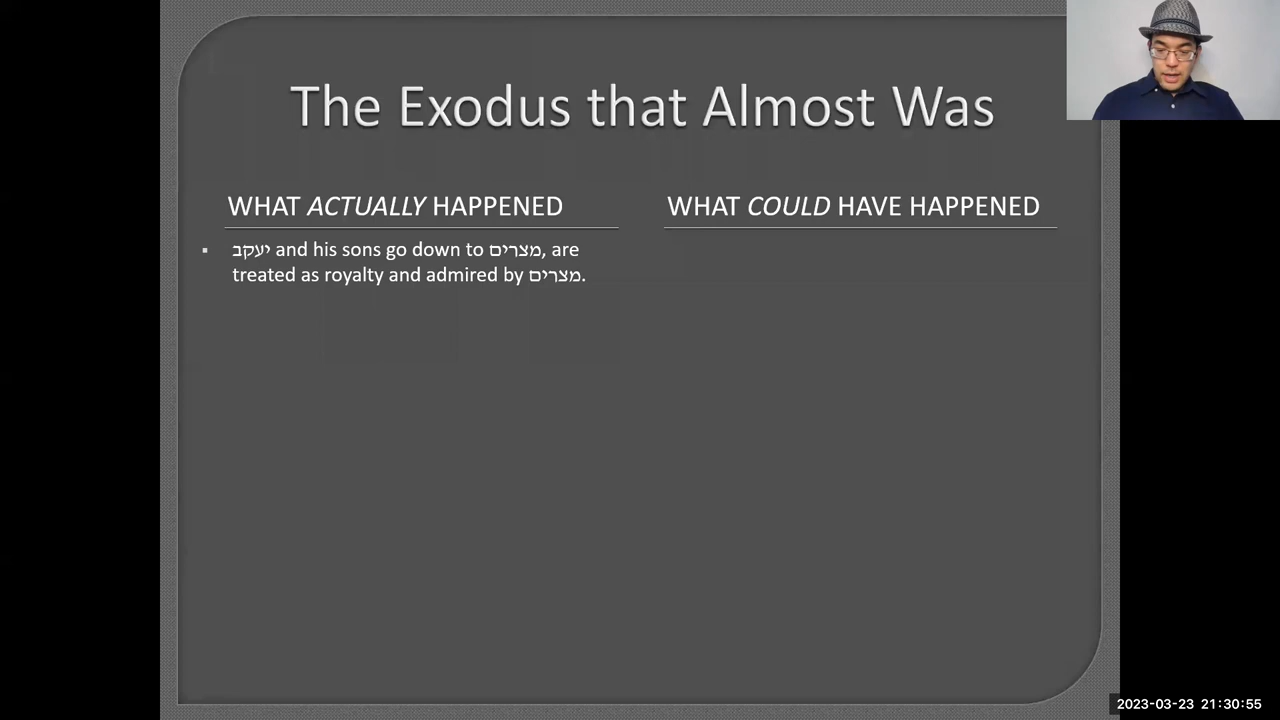 The Exodus that Almost Was
WHAT ACTUALLY HAPPENED
WHAT COULD HAVE HAPPENED
▪ יעקב and his sons go down to מצרים, are
treated as royalty and admired by מצרים.
2023-03-23 21:30:55